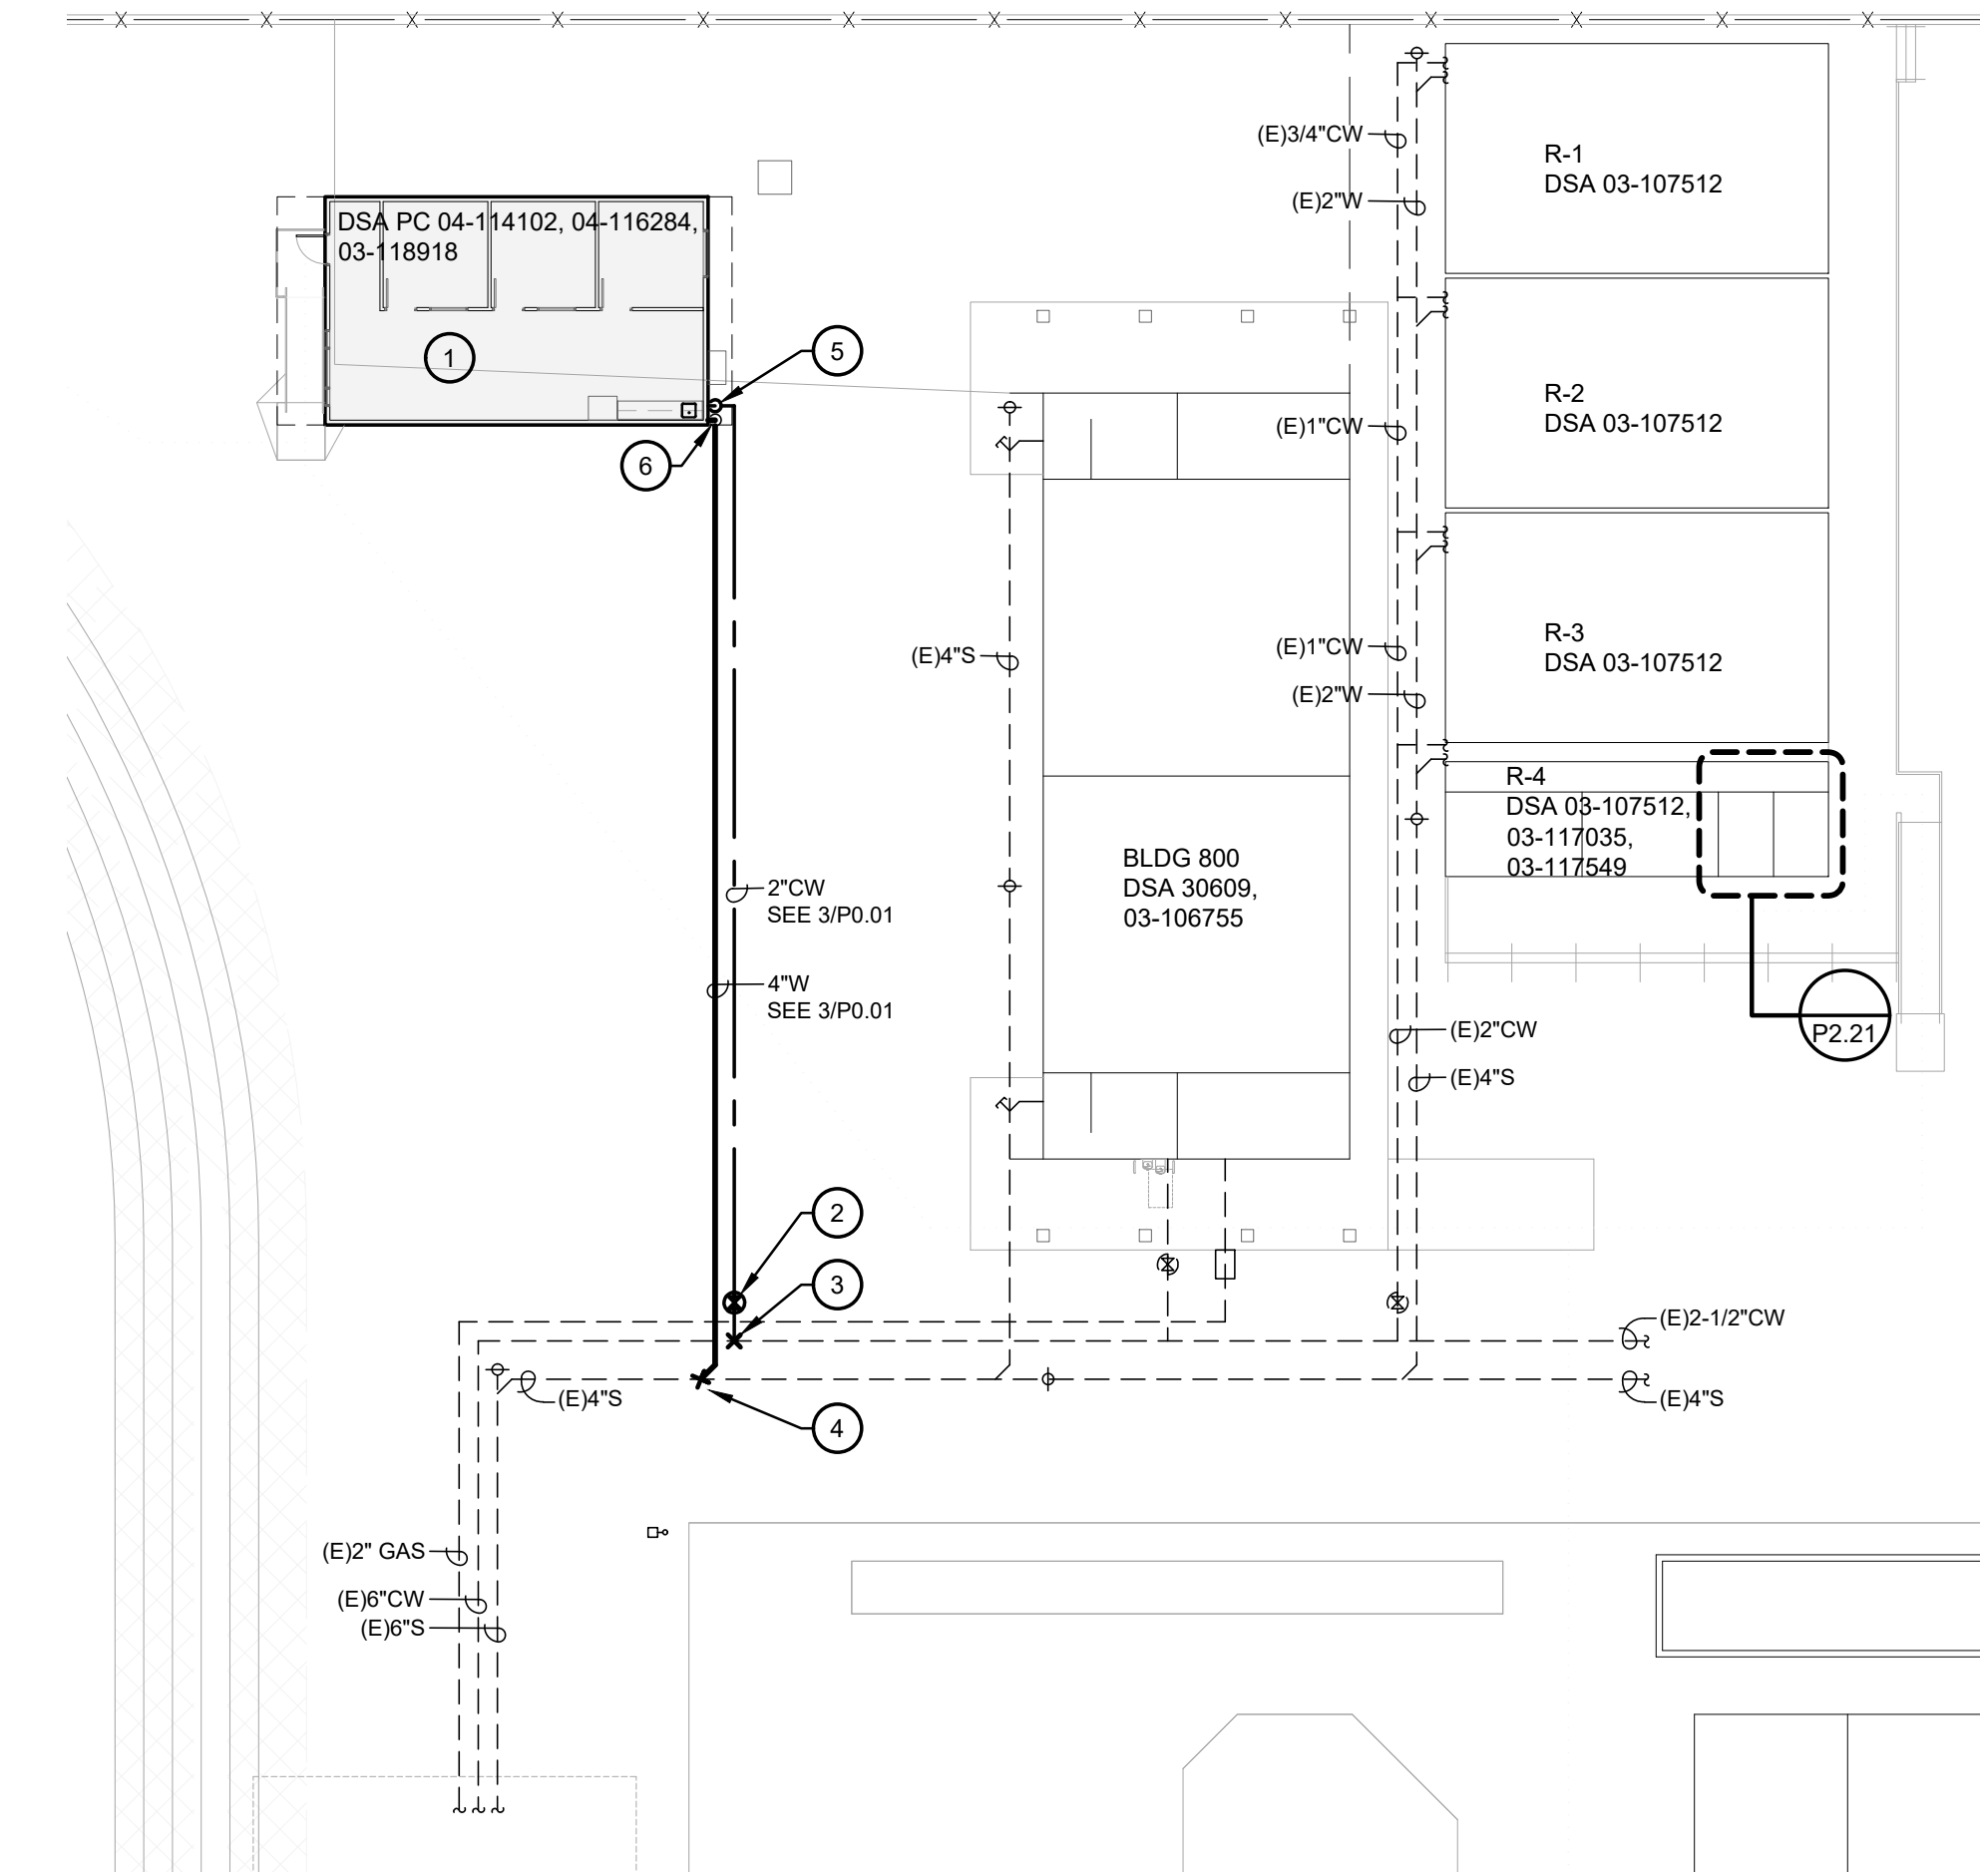 (E)3/4"CW
R-1
DSA 03-107512
(E)2"W
DSA PC 04-114102, 04-116284,
03-118918
1
5
R-2
DSA 03-107512
(E)1"CW
6
R-3
DSA 03-107512
(E)4"S
(E)1"CW
(E)2"W
R-4
DSA 03-107512,
03-117035,
03-117549
BLDG 800
DSA 30609,
03-106755
2"CW
SEE 3/P0.01
4"W
SEE 3/P0.01
(E)2"CW
P2.21
(E)4"S
2
3
(E)2-1/2"CW
(E)4"S
(E)4"S
4
(E)2" GAS
(E)6"CW
(E)6"S